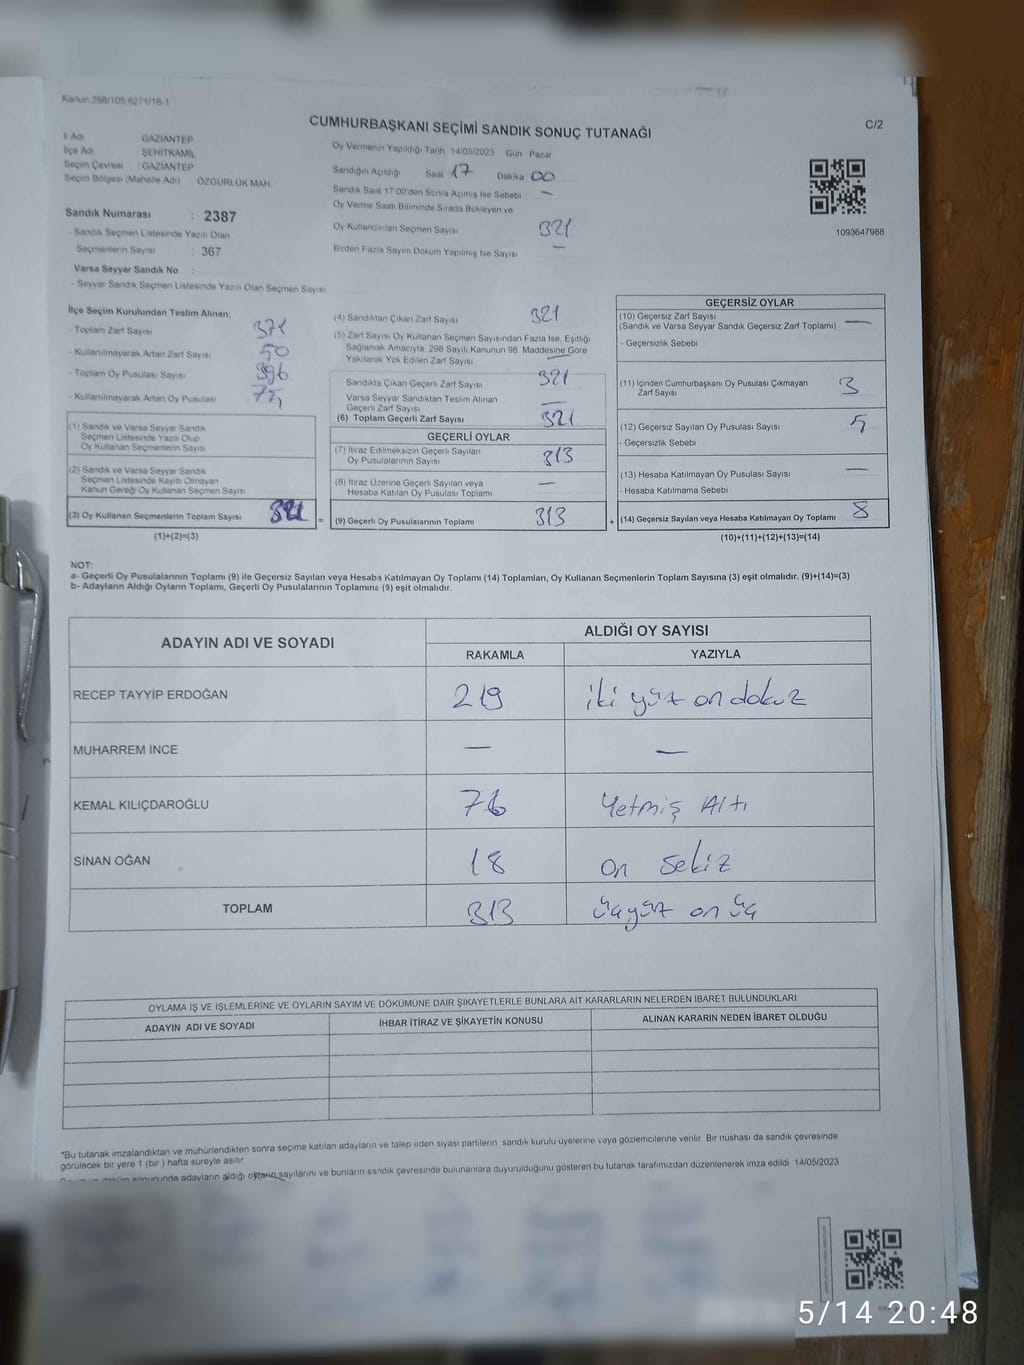 Kanun 298/105,6271/18-1
CUMHURBAŞKANI SEÇİMİ SANDIK SONUÇ TUTANAĞI
C/2
İl Adı GAZİANTEP
İlçe Adı ŞEHİTKAMİL
Seçim Çevresi : GAZİANTEP
Seçim Bölgesi (Mahalle Adı) ÖZGÜRLÜK MAH.
Oy Vermenin Yapıldığı Tarih 14/05/2023 Gün Pazar
Sandığın Açıldığı Saat 17 Dakika 00
Sandık Saat 17:00'den Sonra Açılmış İse Sebebi —
Oy Verme Saati Bitiminde Sırada Bekleyen ve
Oy Kullandırılan Seçmen Sayısı 321
Birden Fazla Sayım Döküm Yapılmış İse Sayısı —
1093647988
Sandık Numarası : 2387
- Sandık Seçmen Listesinde Yazılı Olan
Seçmenlerin Sayısı : 367
Varsa Seyyar Sandık No :
- Seyyar Sandık Seçmen Listesinde Yazılı Olan Seçmen Sayısı
İlçe Seçim Kurulundan Teslim Alınan:
- Toplam Zarf Sayısı 371
- Kullanılmayarak Artan Zarf Sayısı 50
- Toplam Oy Pusulası Sayısı 396
- Kullanılmayarak Artan Oy Pusulası 75
(1) Sandık ve Varsa Seyyar Sandık
Seçmen Listesinde Yazılı Olup
Oy Kullanan Seçmenlerin Sayısı
(2) Sandık ve Varsa Seyyar Sandık
Seçmen Listesinde Kayıtlı Olmayan
Kanun Gereği Oy Kullanan Seçmen Sayısı
(3) Oy Kullanan Seçmenlerin Toplam Sayısı 321 =
(1)+(2)=(3)
(4) Sandıktan Çıkan Zarf Sayısı 321
(5) Zarf Sayısı Oy Kullanan Seçmen Sayısından Fazla İse, Eşitliği
Sağlamak Amacıyla, 298 Sayılı Kanunun 98. Maddesine Göre
Yakılarak Yok Edilen Zarf Sayısı —
Sandıkta Çıkan Geçerli Zarf Sayısı 321
Varsa Seyyar Sandıktan Teslim Alınan
Geçerli Zarf Sayısı —
(6) Toplam Geçerli Zarf Sayısı 321
GEÇERLİ OYLAR
(7) İtiraz Edilmeksizin Geçerli Sayılan
Oy Pusulalarının Sayısı 313
(8) İtiraz Üzerine Geçerli Sayılan veya
Hesaba Katılan Oy Pusulası Toplamı —
(9) Geçerli Oy Pusulalarının Toplamı 313 +
GEÇERSİZ OYLAR
(10) Geçersiz Zarf Sayısı
(Sandık ve Varsa Seyyar Sandık Geçersiz Zarf Toplamı) —
- Geçersizlik Sebebi
(11) İçinden Cumhurbaşkanı Oy Pusulası Çıkmayan
Zarf Sayısı 3
(12) Geçersiz Sayılan Oy Pusulası Sayısı 5
- Geçersizlik Sebebi
(13) Hesaba Katılmayan Oy Pusulası Sayısı —
- Hesaba Katılmama Sebebi
(14) Geçersiz Sayılan veya Hesaba Katılmayan Oy Toplamı 8
(10)+(11)+(12)+(13)=(14)
NOT:
a- Geçerli Oy Pusulalarının Toplamı (9) ile Geçersiz Sayılan veya Hesaba Katılmayan Oy Toplamı (14) Toplamları, Oy Kullanan Seçmenlerin Toplam Sayısına (3) eşit olmalıdır. (9)+(14)=(3)
b- Adayların Aldığı Oyların Toplamı, Geçerli Oy Pusulalarının Toplamına (9) eşit olmalıdır.
ADAYIN ADI VE SOYADI
ALDIĞI OY SAYISI
RAKAMLA YAZIYLA
RECEP TAYYİP ERDOĞAN 219 iki yüz on dokuz
MUHARREM İNCE — —
KEMAL KILIÇDAROĞLU 76 Yetmiş Altı
SİNAN OĞAN 18 on sekiz
TOPLAM 313 üçyüz on üç
OYLAMA İŞ VE İŞLEMLERİNE VE OYLARIN SAYIM VE DÖKÜMÜNE DAİR ŞİKAYETLERLE BUNLARA AİT KARARLARIN NELERDEN İBARET BULUNDUKLARI
ADAYIN ADI VE SOYADI İHBAR İTİRAZ VE ŞİKAYETİN KONUSU ALINAN KARARIN NEDEN İBARET OLDUĞU
*Bu tutanak imzalandıktan ve mühürlendikten sonra seçime katılan adayların ve talep eden siyasi partilerin sandık kurulu üyelerine veya gözlemcilerine verilir. Bir nüshası da sandık çevresinde
görülecek bir yere 1 (bir) hafta süreyle asılır.
sonucunda adayların aldığı oyların sayılarını ve bunların sandık çevresinde bulunanlara duyurulduğunu gösteren bu tutanak tarafımızdan düzenlenerek imza edildi. 14/05/2023
5/14 20:48